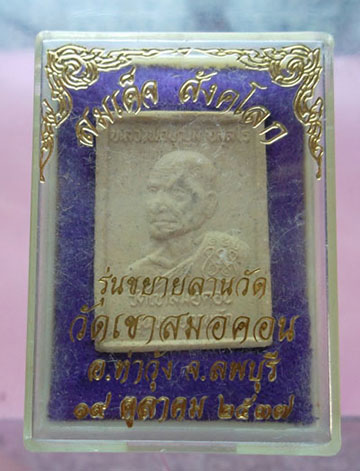 สมเด็จ สังคโลก
รุ่นขยายลานวัด
วัดเขาสมอคอน
อ.ท่าวุ้ง จ.ลพบุรี
๑๙ ตุลาคม ๒๕๓๗